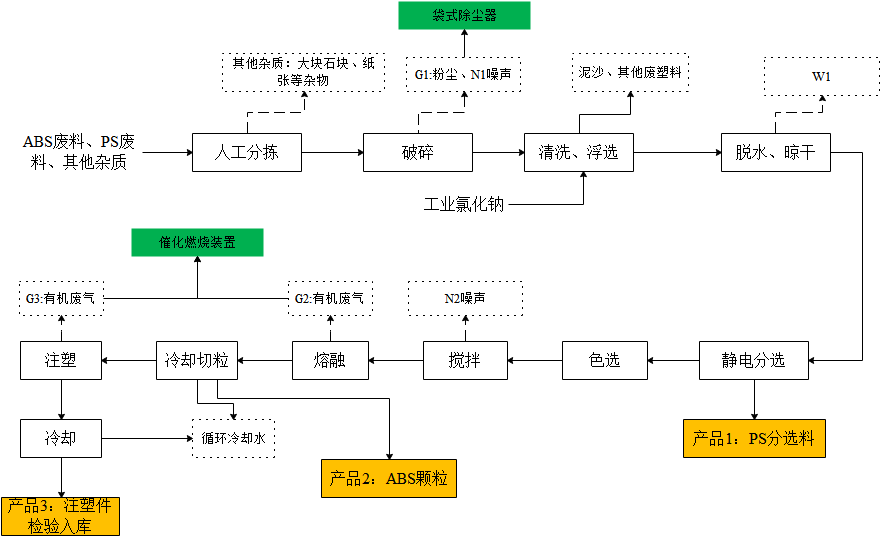 袋式除尘器
其他杂质：大块石块、纸
张等杂物
G1:粉尘、N1噪声
泥沙、其他废塑料
W1
ABS废料、PS废
料、其他杂质
人工分拣
破碎
清洗、浮选
脱水、晾干
工业氯化钠
催化燃烧装置
G3:有机废气
G2:有机废气
N2噪声
注塑
冷却切粒
熔融
搅拌
色选
静电分选
冷却
循环冷却水
产品1：PS分选料
产品2：ABS颗粒
产品3：注塑件
检验入库